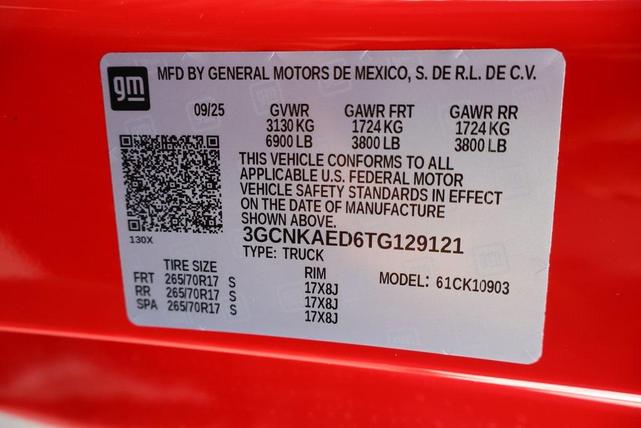 gm
MFD BY GENERAL MOTORS DE MEXICO, S. DE R.L. DE C.V.
09/25 GVWR GAWR FRT GAWR RR
3130 KG 1724 KG 1724 KG
6900 LB 3800 LB 3800 LB
THIS VEHICLE CONFORMS TO ALL
APPLICABLE U.S. FEDERAL MOTOR
VEHICLE SAFETY STANDARDS IN EFFECT
ON THE DATE OF MANUFACTURE
SHOWN ABOVE.
130X
3GCNKAED6TG129121
TYPE: TRUCK
TIRE SIZE RIM MODEL: 61CK10903
FRT 265/70R17 S 17X8J
RR 265/70R17 S 17X8J
SPA 265/70R17 S 17X8J